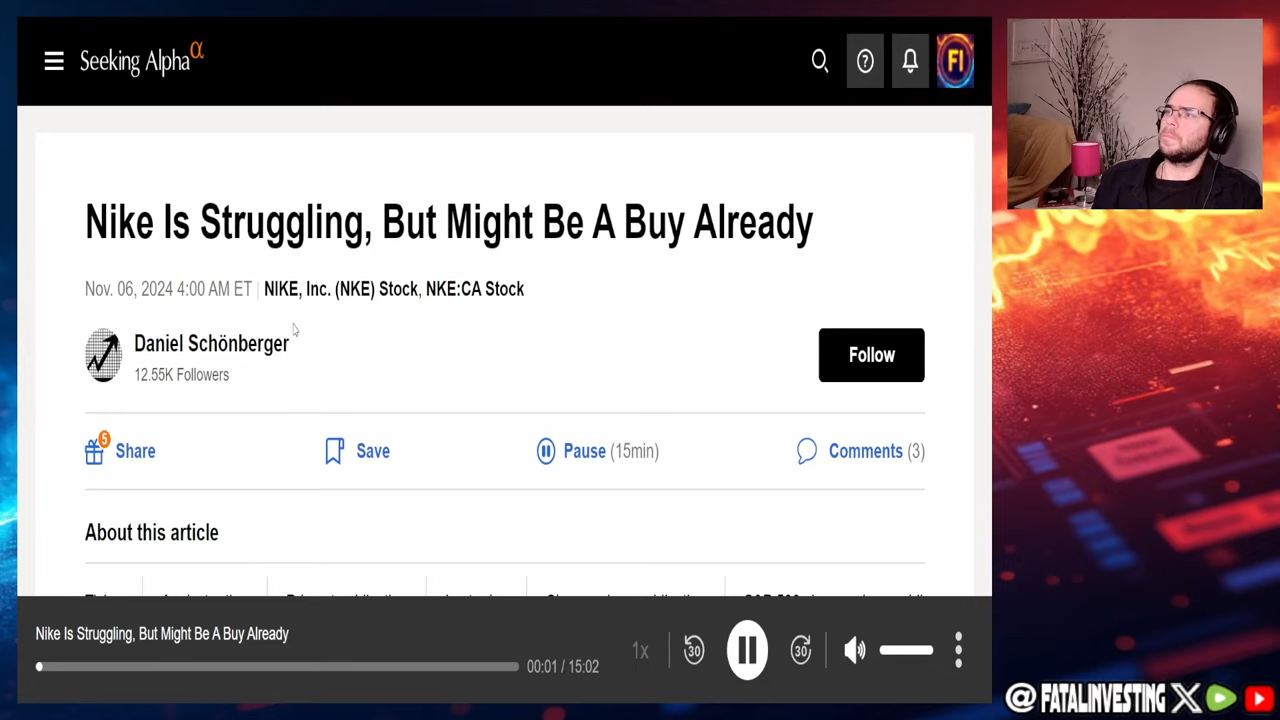 Seeking Alpha α
FI
Nike Is Struggling, But Might Be A Buy Already
Nov. 06, 2024 4:00 AM ET | NIKE, Inc. (NKE) Stock, NKE:CA Stock
Daniel Schönberger
12.55K Followers
Follow
5
Share
Save
Pause (15min)
Comments (3)
About this article
Nike Is Struggling, But Might Be A Buy Already
00:01 / 15:02
1x
30
30
@FATALINVESTING